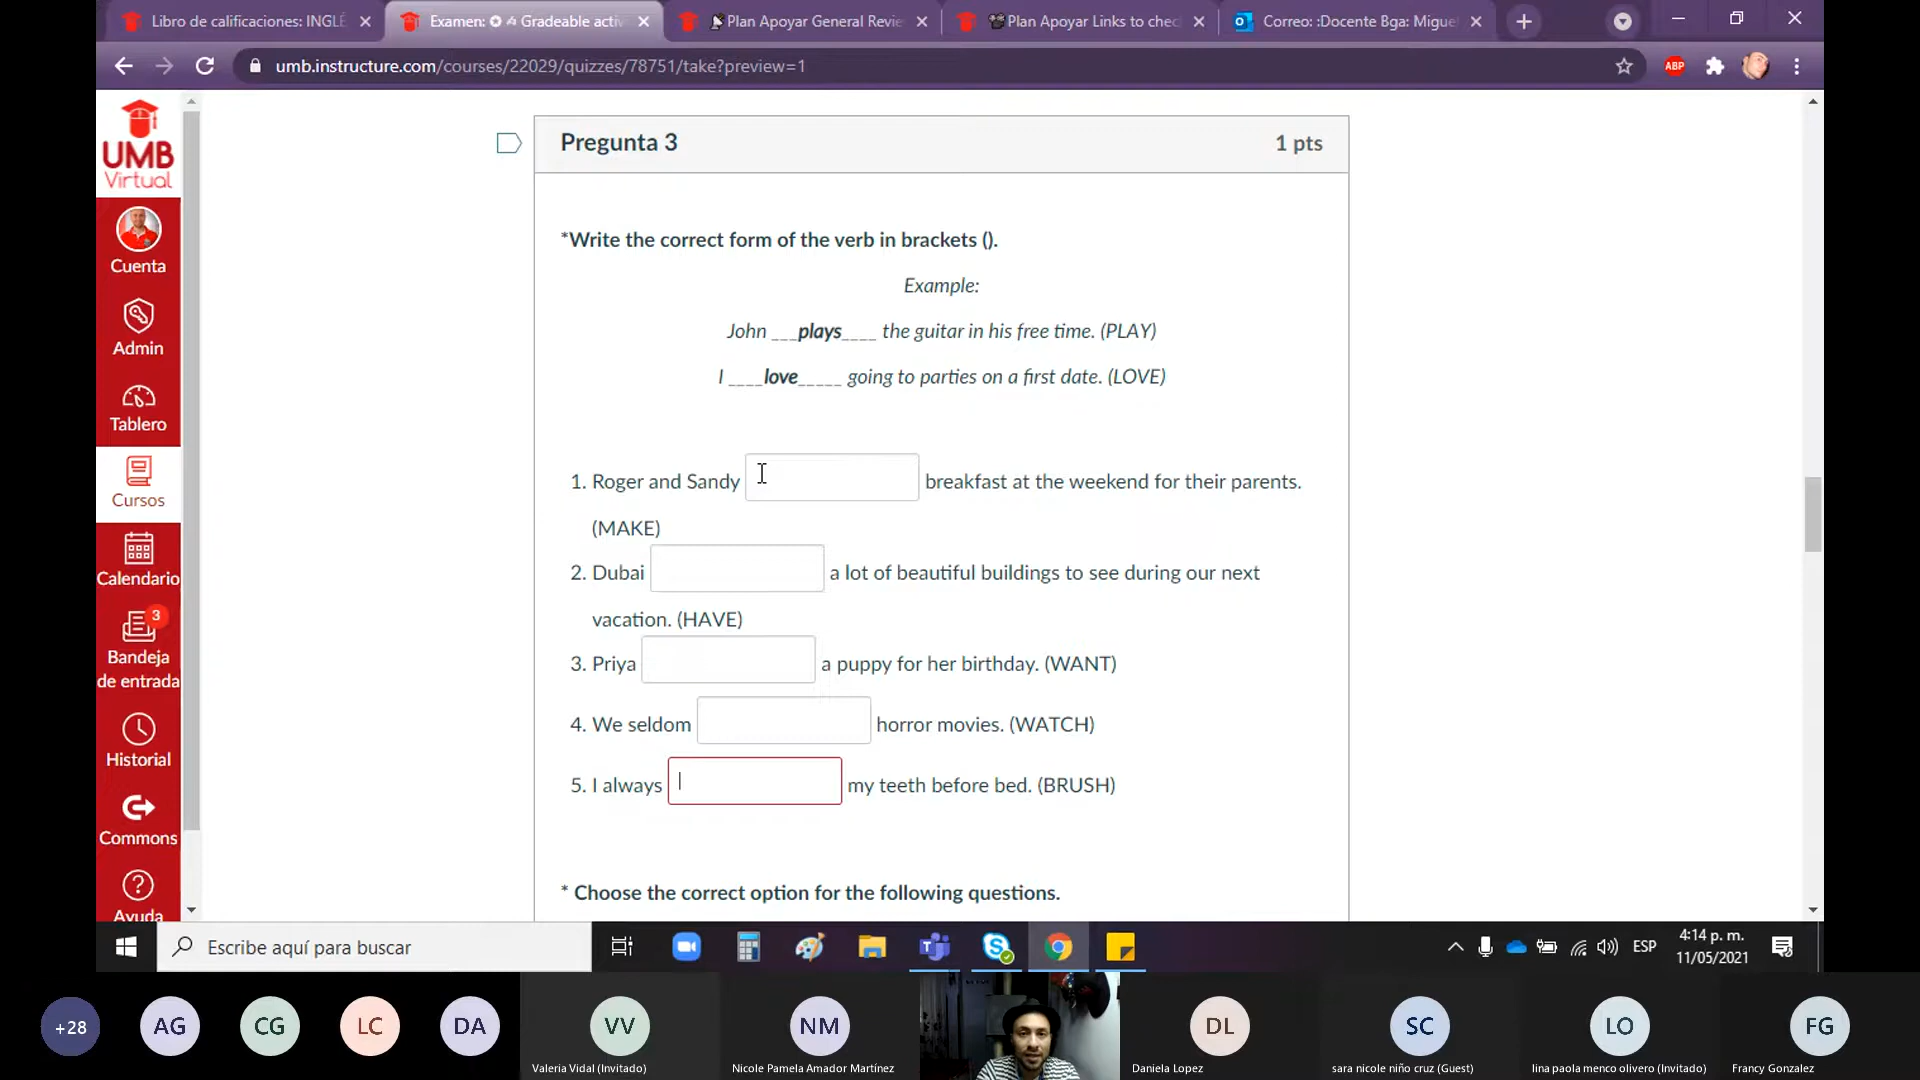 Libro de calificaciones: INGLÉ
Examen: ✪ Gradeable acti
Plan Apoyar General Revie
Plan Apoyar Links to chec
Correo: :Docente Bga: Migue
umb.instructure.com/courses/22029/quizzes/78751/take?preview=1
ABP
UMB
Virtual
Cuenta
Admin
Tablero
Cursos
Calendario
3
Bandeja
de entrada
Historial
Commons
Ayuda
Pregunta 3
1 pts
*Write the correct form of the verb in brackets ().
Example:
John ___plays____ the guitar in his free time. (PLAY)
I ____love_____ going to parties on a first date. (LOVE)
1. Roger and Sandy breakfast at the weekend for their parents.
(MAKE)
2. Dubai a lot of beautiful buildings to see during our next
vacation. (HAVE)
3. Priya a puppy for her birthday. (WANT)
4. We seldom horror movies. (WATCH)
5. I always my teeth before bed. (BRUSH)
* Choose the correct option for the following questions.
Escribe aquí para buscar
ESP
4:14 p. m.
11/05/2021
+28
AG
CG
LC
DA
VV
NM
DL
SC
LO
FG
Valeria Vidal (Invitado)
Nicole Pamela Amador Martínez
Daniela Lopez
sara nicole niño cruz (Guest)
lina paola menco olivero (Invitado)
Francy Gonzalez